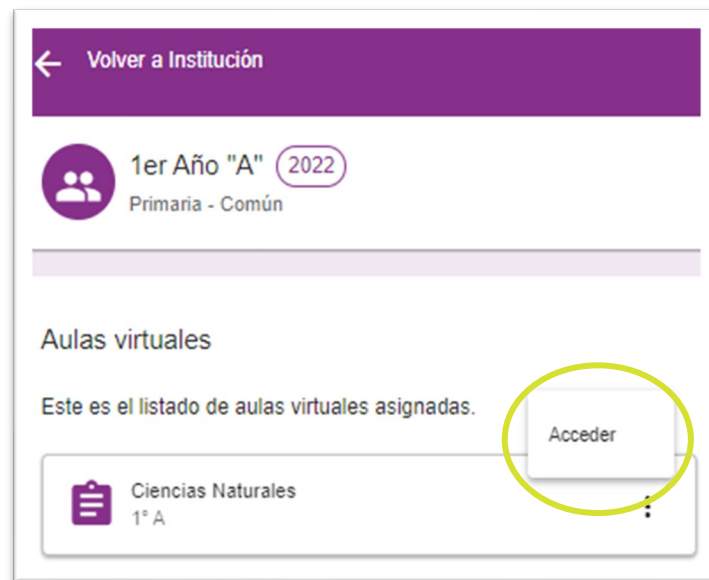 Volver a Institución
1er Año "A" 2022
Primaria - Común
Aulas virtuales
Este es el listado de aulas virtuales asignadas.
Acceder
Ciencias Naturales
1° A